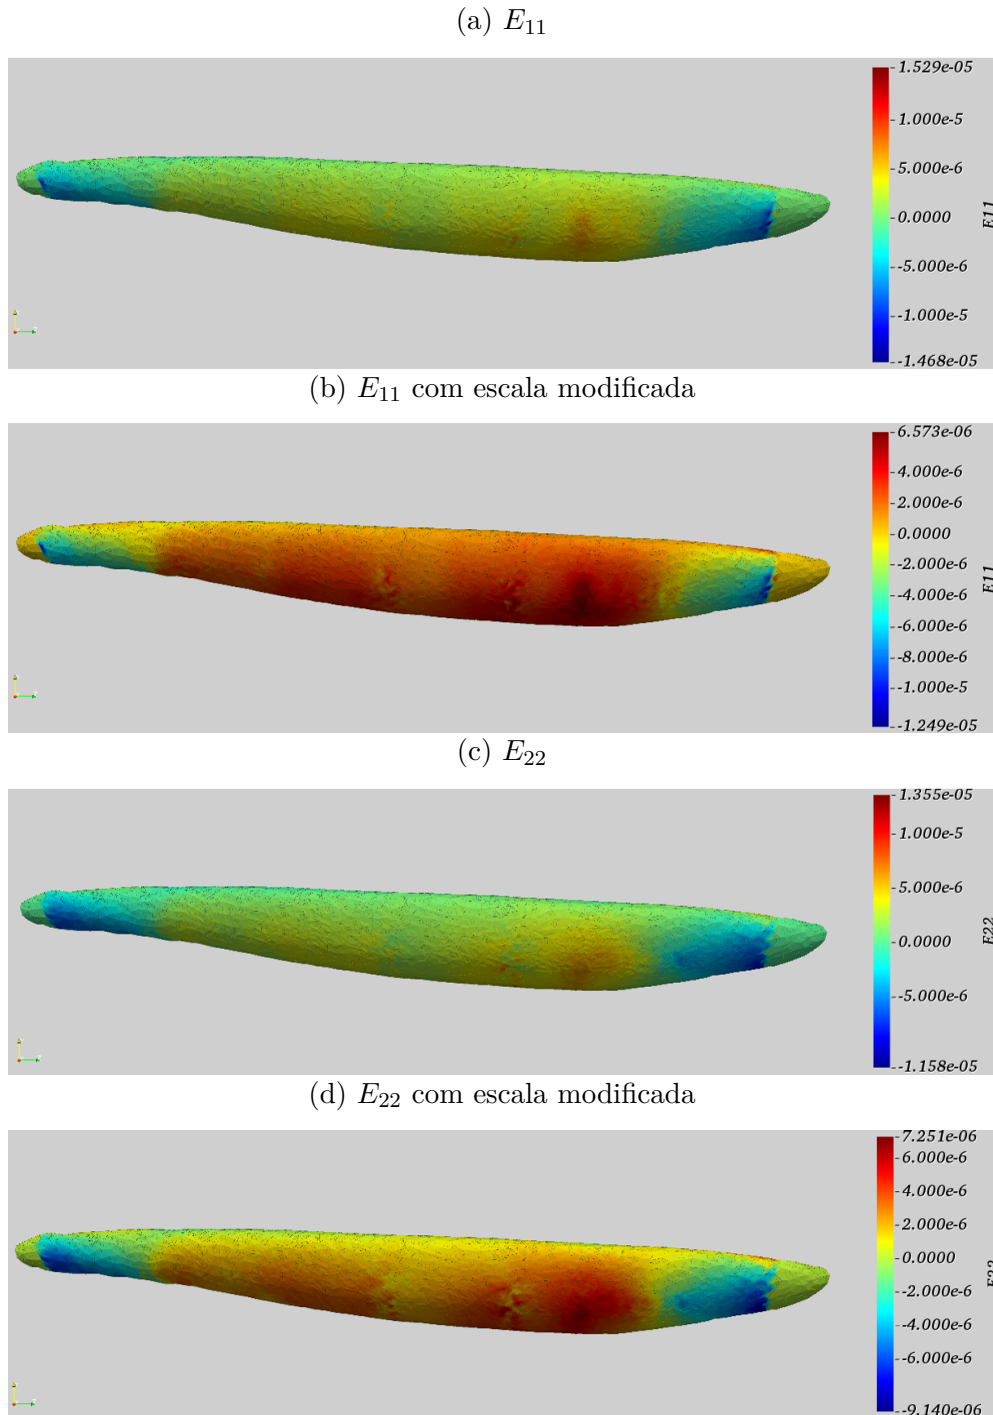 (a) E11
1.529e-05
1.000e-5
5.000e-6
0.0000
-5.000e-6
-1.000e-5
-1.468e-05
E11
(b) E11 com escala modificada
6.573e-06
4.000e-6
2.000e-6
0.0000
-2.000e-6
-4.000e-6
-6.000e-6
-8.000e-6
-1.000e-5
-1.249e-05
E11
(c) E22
1.355e-05
1.000e-5
5.000e-6
0.0000
-5.000e-6
-1.158e-05
E22
(d) E22 com escala modificada
7.251e-06
6.000e-6
4.000e-6
2.000e-6
0.0000
-2.000e-6
-4.000e-6
-6.000e-6
-9.140e-06